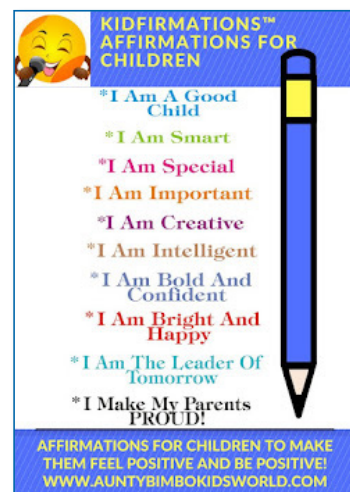 KIDFIRMATIONS™
AFFIRMATIONS FOR
CHILDREN
*I Am A Good
Child
*I Am Smart
*I Am Special
*I Am Important
*I Am Creative
*I Am Intelligent
*I Am Bold And
Confident
*I Am Bright And
Happy
*I Am The Leader Of
Tomorrow
*I Make My Parents
PROUD!
AFFIRMATIONS FOR CHILDREN TO MAKE
THEM FEEL POSITIVE AND BE POSITIVE!
WWW.AUNTYBIMBOKIDSWORLD.COM